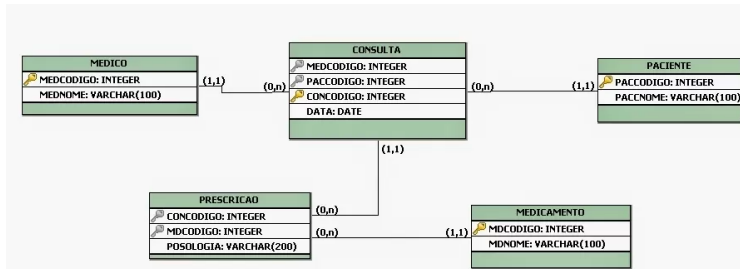 MEDICO
MEDCODIGO: INTEGER
MEDNOME: VARCHAR(100)
(1,1)
(0,n)
CONSULTA
MEDCODIGO: INTEGER
PACCODIGO: INTEGER
CONCODIGO: INTEGER
DATA: DATE
(0,n)
(1,1)
PACIENTE
PACCODIGO: INTEGER
PACCNOME: VARCHAR(100)
(1,1)
PRESCRICAO
CONCODIGO: INTEGER
MDCODIGO: INTEGER
POSOLOGIA: VARCHAR(200)
(0,n)
(0,n)
(1,1)
MEDICAMENTO
MDCODIGO: INTEGER
MDNOME: VARCHAR(100)